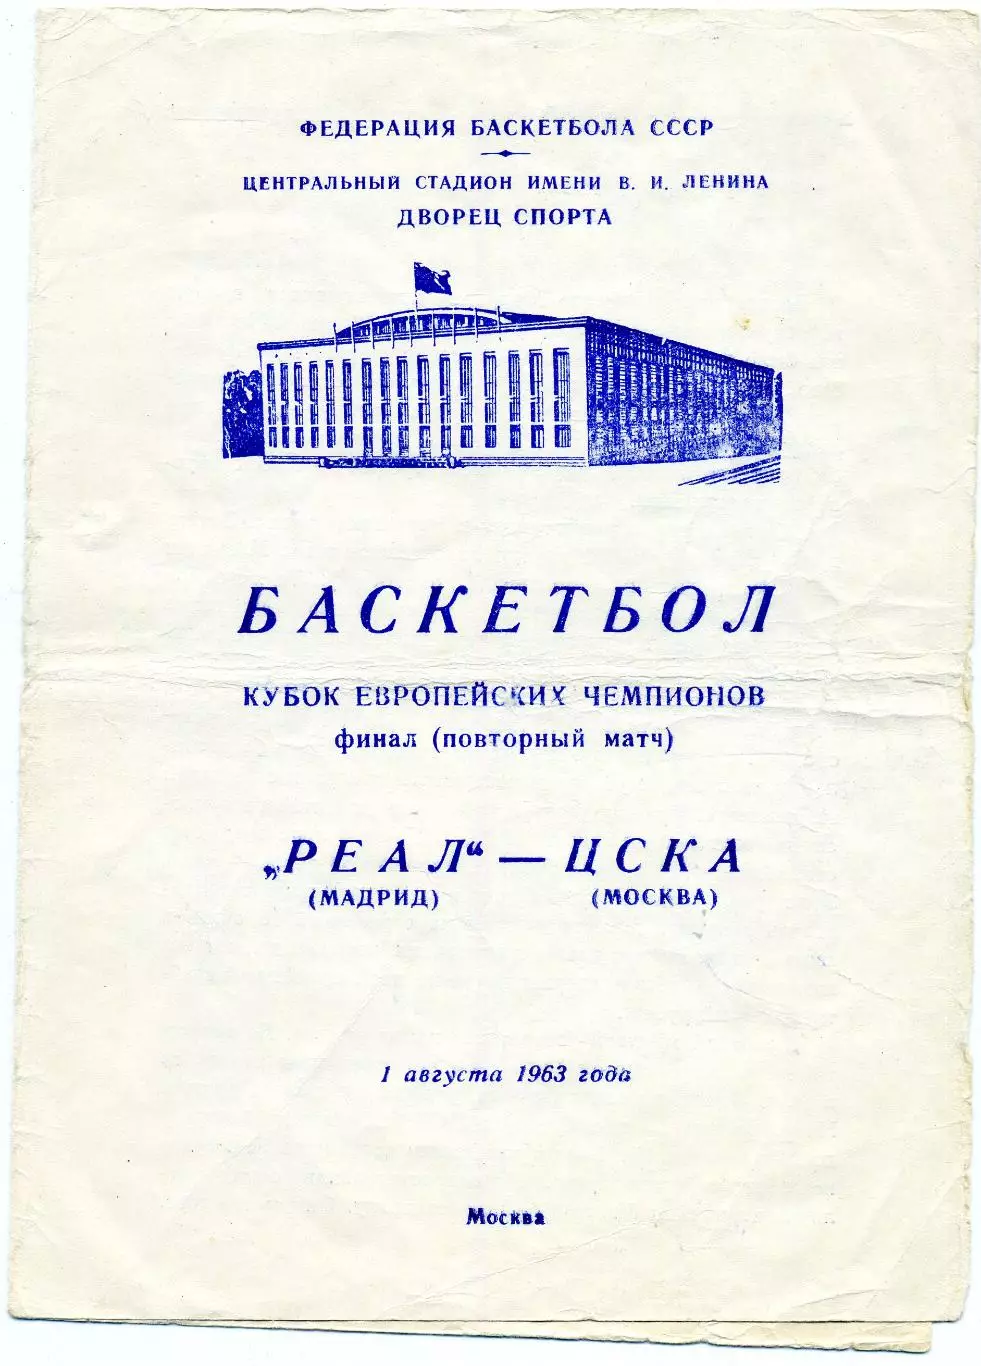 ФЕДЕРАЦИЯ БАСКЕТБОЛА СССР
ЦЕНТРАЛЬНЫЙ СТАДИОН ИМЕНИ В. И. ЛЕНИНА
ДВОРЕЦ СПОРТА
БАСКЕТБОЛ
КУБОК ЕВРОПЕЙСКИХ ЧЕМПИОНОВ
финал (повторный матч)
„РЕАЛ“ — ЦСКА
(МАДРИД) (МОСКВА)
1 августа 1963 года
Москва